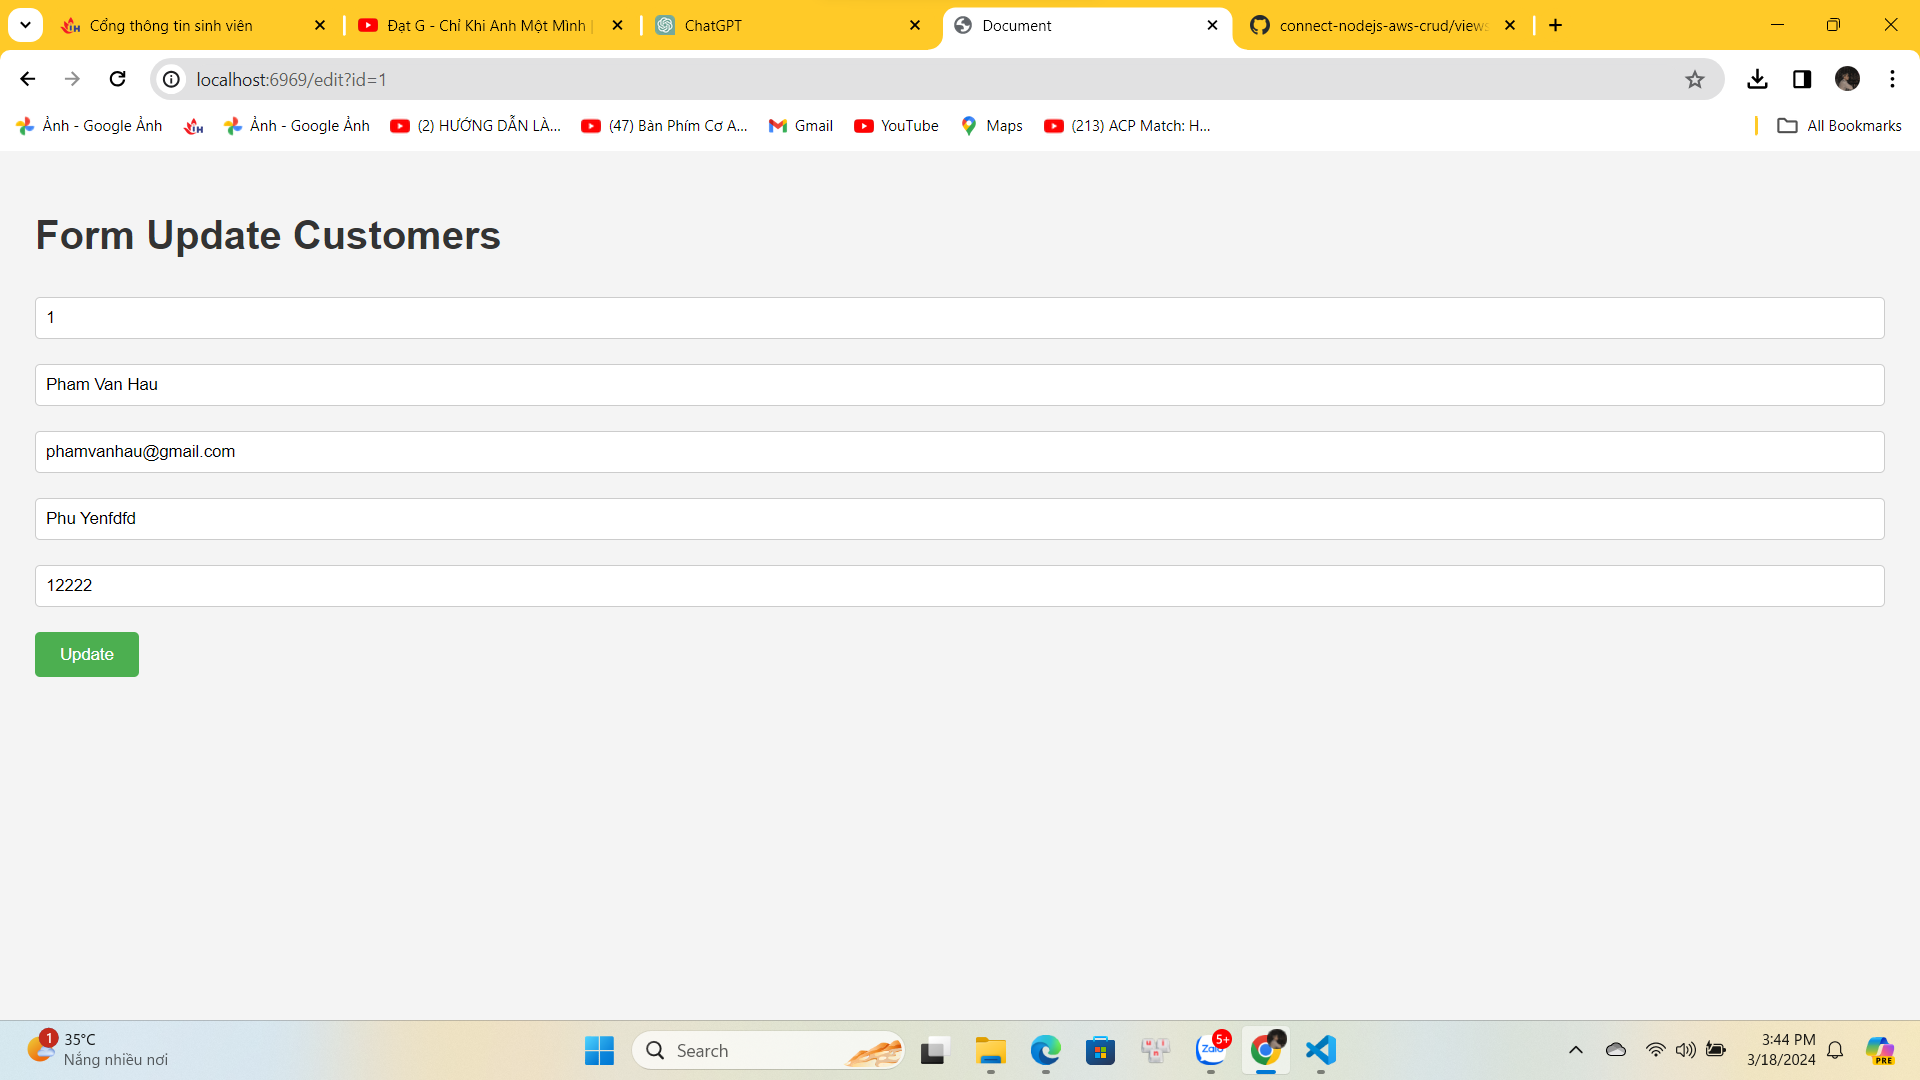 Cổng thông tin sinh viên
Đạt G - Chỉ Khi Anh Một Mình |
ChatGPT
Document
connect-nodejs-aws-crud/views
localhost:6969/edit?id=1
Ảnh - Google Ảnh
Ảnh - Google Ảnh
(2) HƯỚNG DẪN LÀ...
(47) Bàn Phím Cơ A...
Gmail
YouTube
Maps
(213) ACP Match: H...
All Bookmarks
Form Update Customers
1
Pham Van Hau
phamvanhau@gmail.com
Phu Yenfdfd
12222
Update
1
35°C
Nắng nhiều nơi
Search
Zalo
5+
3:44 PM
3/18/2024
PRE